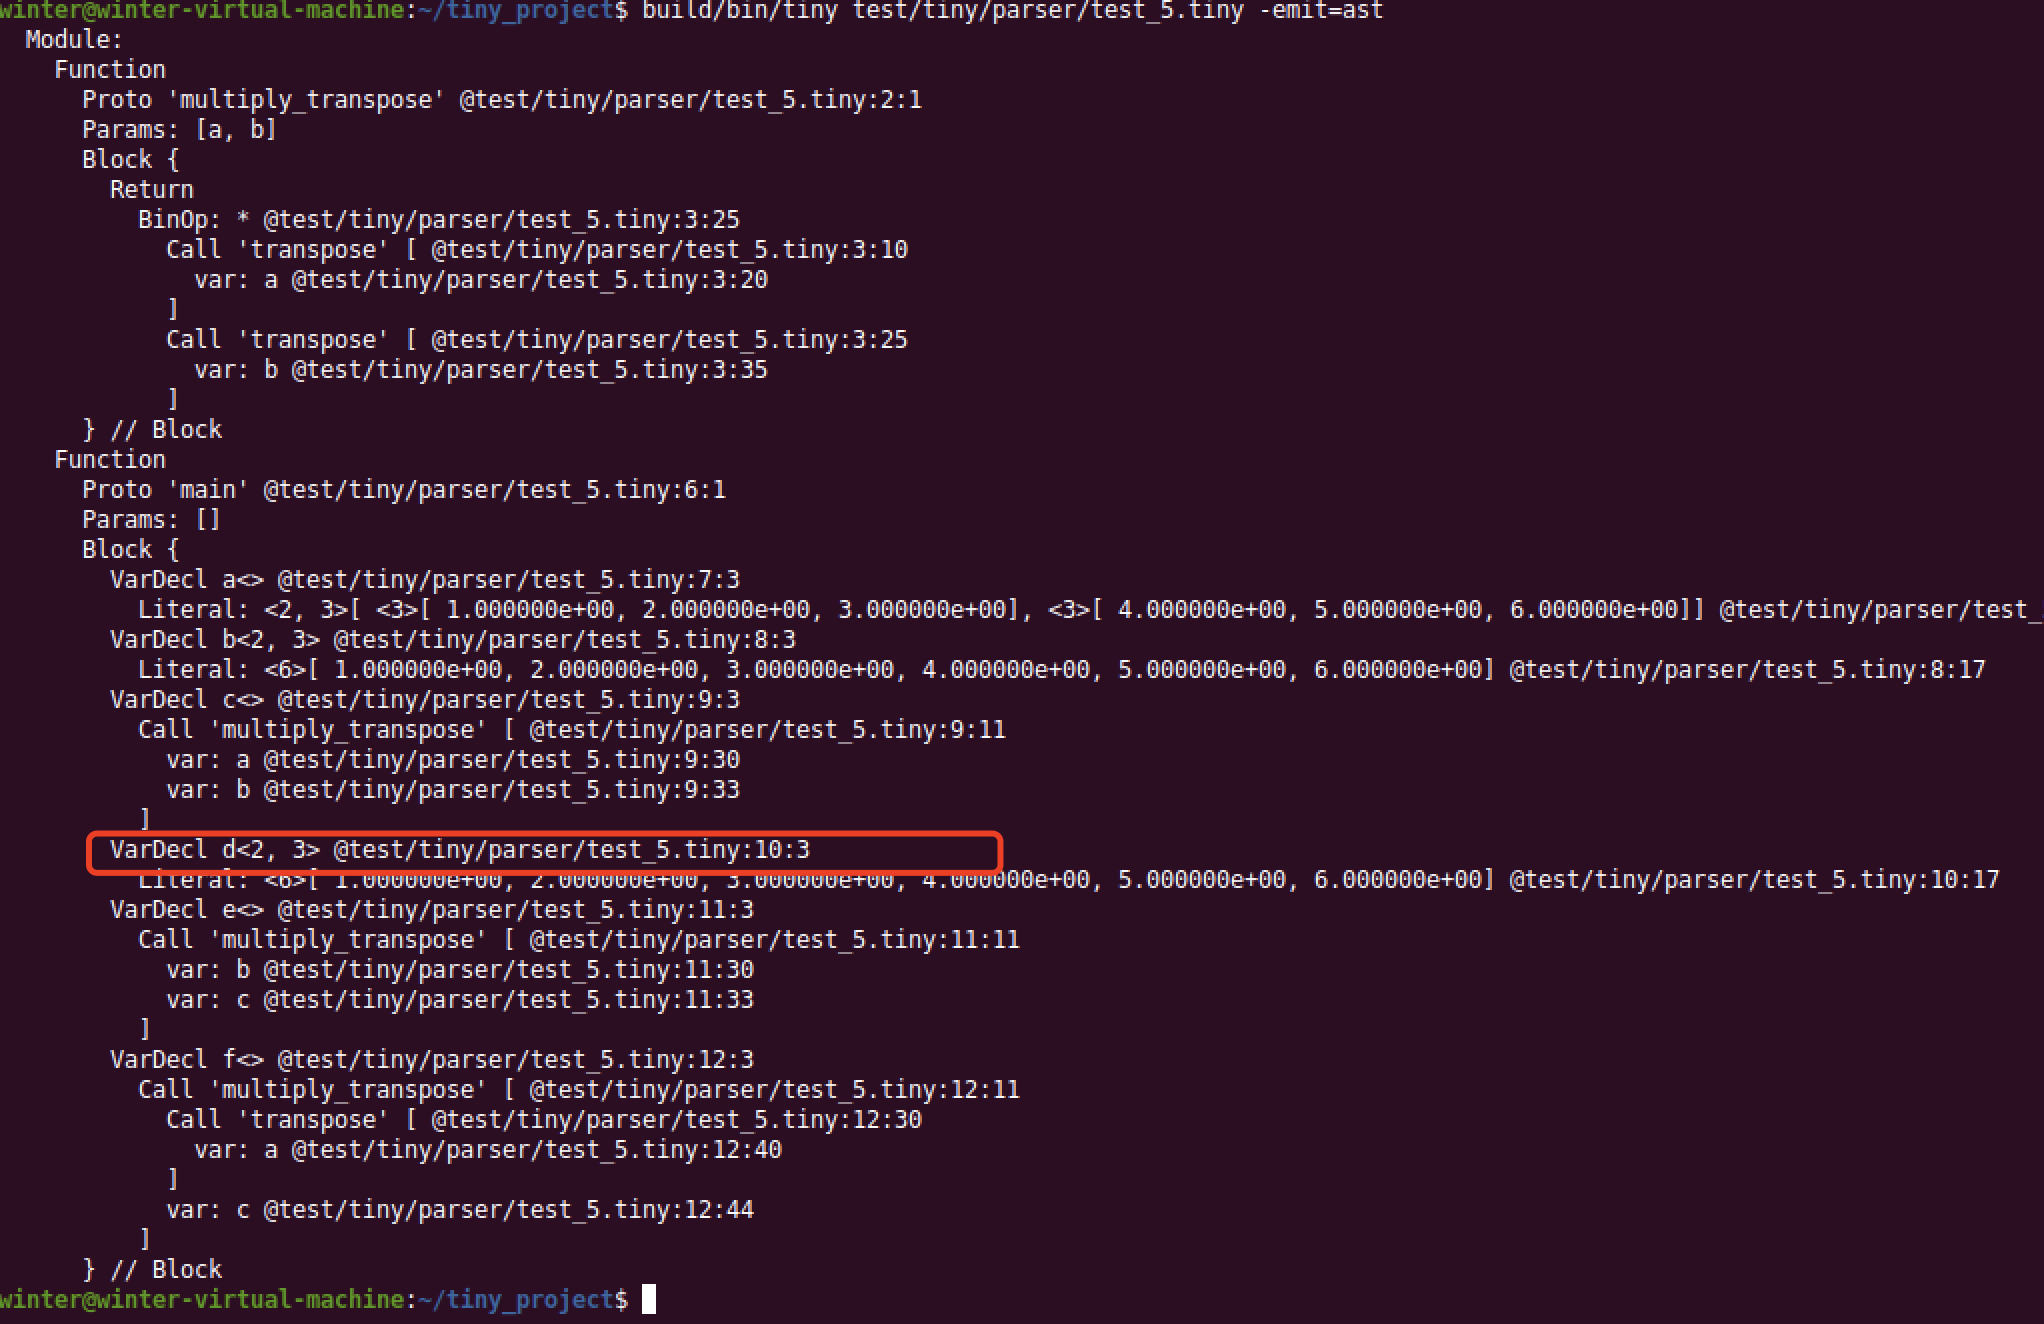 winter@winter-virtual-machine:~/tiny_project$ build/bin/tiny test/tiny/parser/test_5.tiny -emit=ast
  Module:
    Function
      Proto 'multiply_transpose' @test/tiny/parser/test_5.tiny:2:1
      Params: [a, b]
      Block {
        Return
          BinOp: * @test/tiny/parser/test_5.tiny:3:25
            Call 'transpose' [ @test/tiny/parser/test_5.tiny:3:10
              var: a @test/tiny/parser/test_5.tiny:3:20
            ]
            Call 'transpose' [ @test/tiny/parser/test_5.tiny:3:25
              var: b @test/tiny/parser/test_5.tiny:3:35
            ]
      } // Block
    Function
      Proto 'main' @test/tiny/parser/test_5.tiny:6:1
      Params: []
      Block {
        VarDecl a<> @test/tiny/parser/test_5.tiny:7:3
          Literal: <2, 3>[ <3>[ 1.000000e+00, 2.000000e+00, 3.000000e+00], <3>[ 4.000000e+00, 5.000000e+00, 6.000000e+00]] @test/tiny/parser/test_
        VarDecl b<2, 3> @test/tiny/parser/test_5.tiny:8:3
          Literal: <6>[ 1.000000e+00, 2.000000e+00, 3.000000e+00, 4.000000e+00, 5.000000e+00, 6.000000e+00] @test/tiny/parser/test_5.tiny:8:17
        VarDecl c<> @test/tiny/parser/test_5.tiny:9:3
          Call 'multiply_transpose' [ @test/tiny/parser/test_5.tiny:9:11
            var: a @test/tiny/parser/test_5.tiny:9:30
            var: b @test/tiny/parser/test_5.tiny:9:33
          ]
        VarDecl d<2, 3> @test/tiny/parser/test_5.tiny:10:3
          Literal: <6>[ 1.000000e+00, 2.000000e+00, 3.000000e+00, 4.000000e+00, 5.000000e+00, 6.000000e+00] @test/tiny/parser/test_5.tiny:10:17
        VarDecl e<> @test/tiny/parser/test_5.tiny:11:3
          Call 'multiply_transpose' [ @test/tiny/parser/test_5.tiny:11:11
            var: b @test/tiny/parser/test_5.tiny:11:30
            var: c @test/tiny/parser/test_5.tiny:11:33
          ]
        VarDecl f<> @test/tiny/parser/test_5.tiny:12:3
          Call 'multiply_transpose' [ @test/tiny/parser/test_5.tiny:12:11
            Call 'transpose' [ @test/tiny/parser/test_5.tiny:12:30
              var: a @test/tiny/parser/test_5.tiny:12:40
            ]
            var: c @test/tiny/parser/test_5.tiny:12:44
          ]
      } // Block
winter@winter-virtual-machine:~/tiny_project$